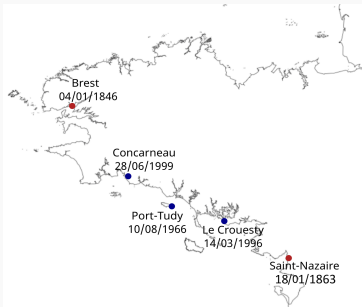 Brest
04/01/1846
Concarneau
28/06/1999
Port-Tudy
10/08/1966
Le Crouesty
14/03/1996
Saint-Nazaire
18/01/1863